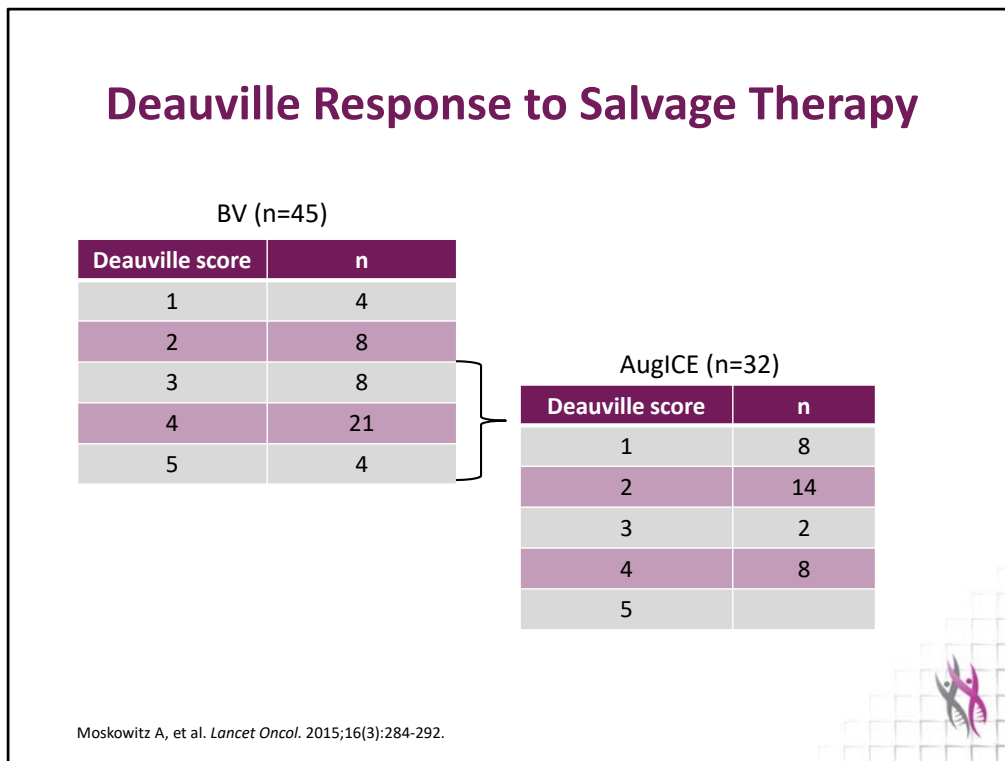 Deauville Response to Salvage Therapy
BV (n=45)
Deauville score n
1 4
2 8
3 8
4 21
5 4
AugICE (n=32)
Deauville score n
1 8
2 14
3 2
4 8
5
Moskowitz A, et al. Lancet Oncol. 2015;16(3):284-292.